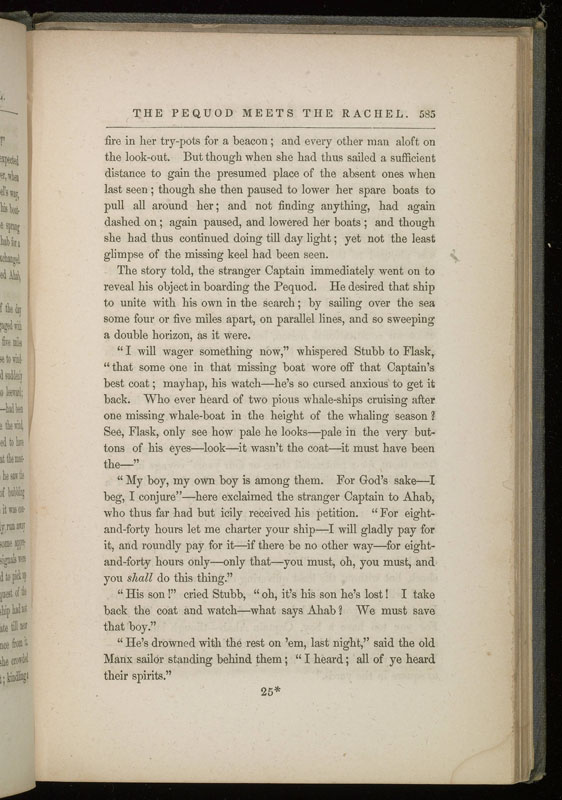 THE PEQUOD MEETS THE RACHEL. 585
fire in her try-pots for a beacon; and every other man aloft on
the look-out. But though when she had thus sailed a sufficient
distance to gain the presumed place of the absent ones when
last seen; though she then paused to lower her spare boats to
pull all around her; and not finding anything, had again
dashed on; again paused, and lowered her boats; and though
she had thus continued doing till day light; yet not the least
glimpse of the missing keel had been seen.
The story told, the stranger Captain immediately went on to
reveal his object in boarding the Pequod. He desired that ship
to unite with his own in the search; by sailing over the sea
some four or five miles apart, on parallel lines, and so sweeping
a double horizon, as it were.
“I will wager something now,” whispered Stubb to Flask,
“that some one in that missing boat wore off that Captain's
best coat; mayhap, his watch—he's so cursed anxious to get it
back. Who ever heard of two pious whale-ships cruising after
one missing whale-boat in the height of the whaling season?
See, Flask, only see how pale he looks—pale in the very but-
tons of his eyes—look—it wasn't the coat—it must have been
the—”
“My boy, my own boy is among them. For God's sake—I
beg, I conjure”—here exclaimed the stranger Captain to Ahab,
who thus far had but icily received his petition. “For eight-
and-forty hours let me charter your ship—I will gladly pay for
it, and roundly pay for it—if there be no other way—for eight-
and-forty hours only—only that—you must, oh, you must, and
you shall do this thing.”
“His son!” cried Stubb, “oh, it's his son he's lost! I take
back the coat and watch—what says Ahab? We must save
that boy.”
“He's drowned with the rest on 'em, last night,” said the old
Manx sailor standing behind them; “I heard; all of ye heard
their spirits.”
25*